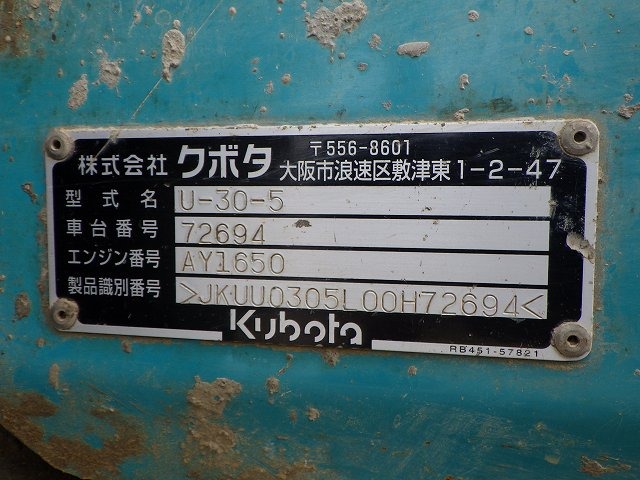 株式会社 クボタ 〒556-8601
大阪市浪速区敷津東1-2-47
型式名 U-30-5
車台番号 72694
エンジン番号 AY1650
製品識別番号 >JKUU0305L00H72694<
Kubota
RB451-57821